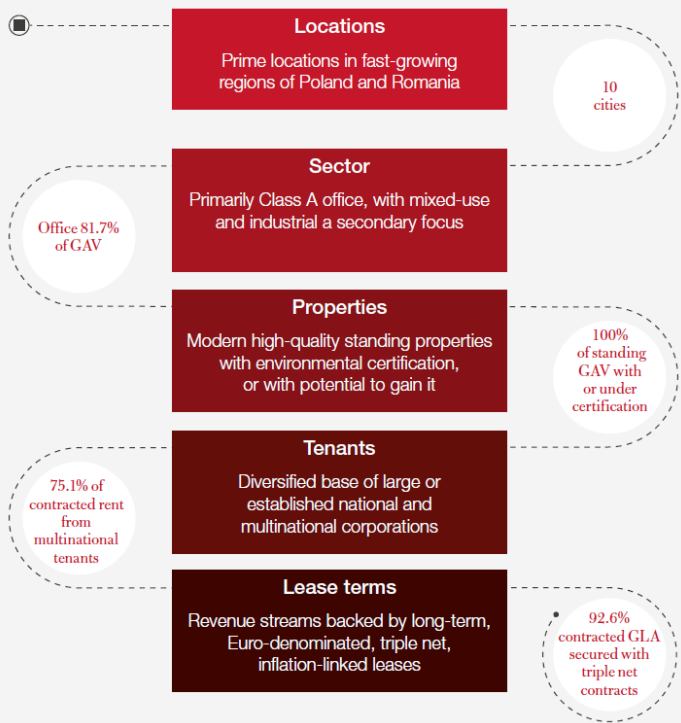 Locations
Prime locations in fast-growing
regions of Poland and Romania
10
cities
Sector
Primarily Class A office, with mixed-use
and industrial a secondary focus
Office 81.7%
of GAV
Properties
Modern high-quality standing properties
with environmental certification,
or with potential to gain it
100%
of standing
GAV with
or under
certification
Tenants
Diversified base of large or
established national and
multinational corporations
75.1% of
contracted rent
from
multinational
tenants
Lease terms
Revenue streams backed by long-term,
Euro-denominated, triple net,
inflation-linked leases
92.6%
contracted GLA
secured with
triple net
contracts